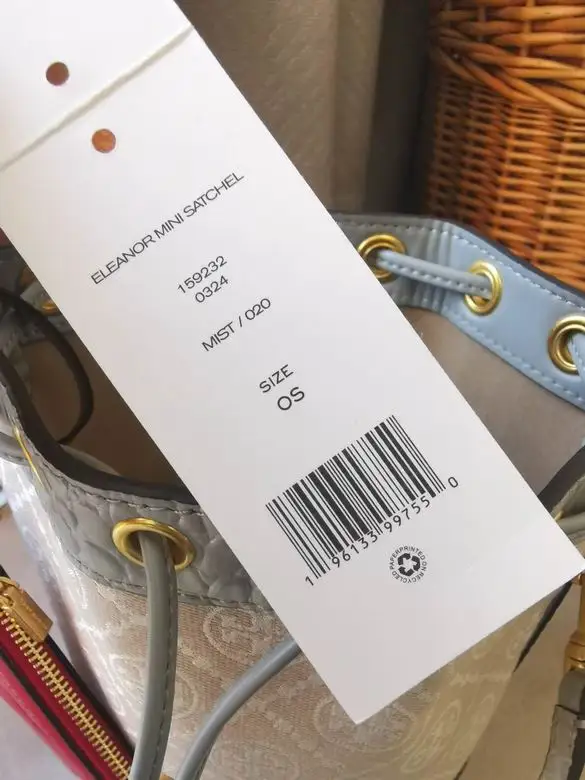 ELEANOR MINI SATCHEL
159232
0324
MIST / 020
SIZE
OS
1 96133 99755 0
PRINTED ON RECYCLED PAPER